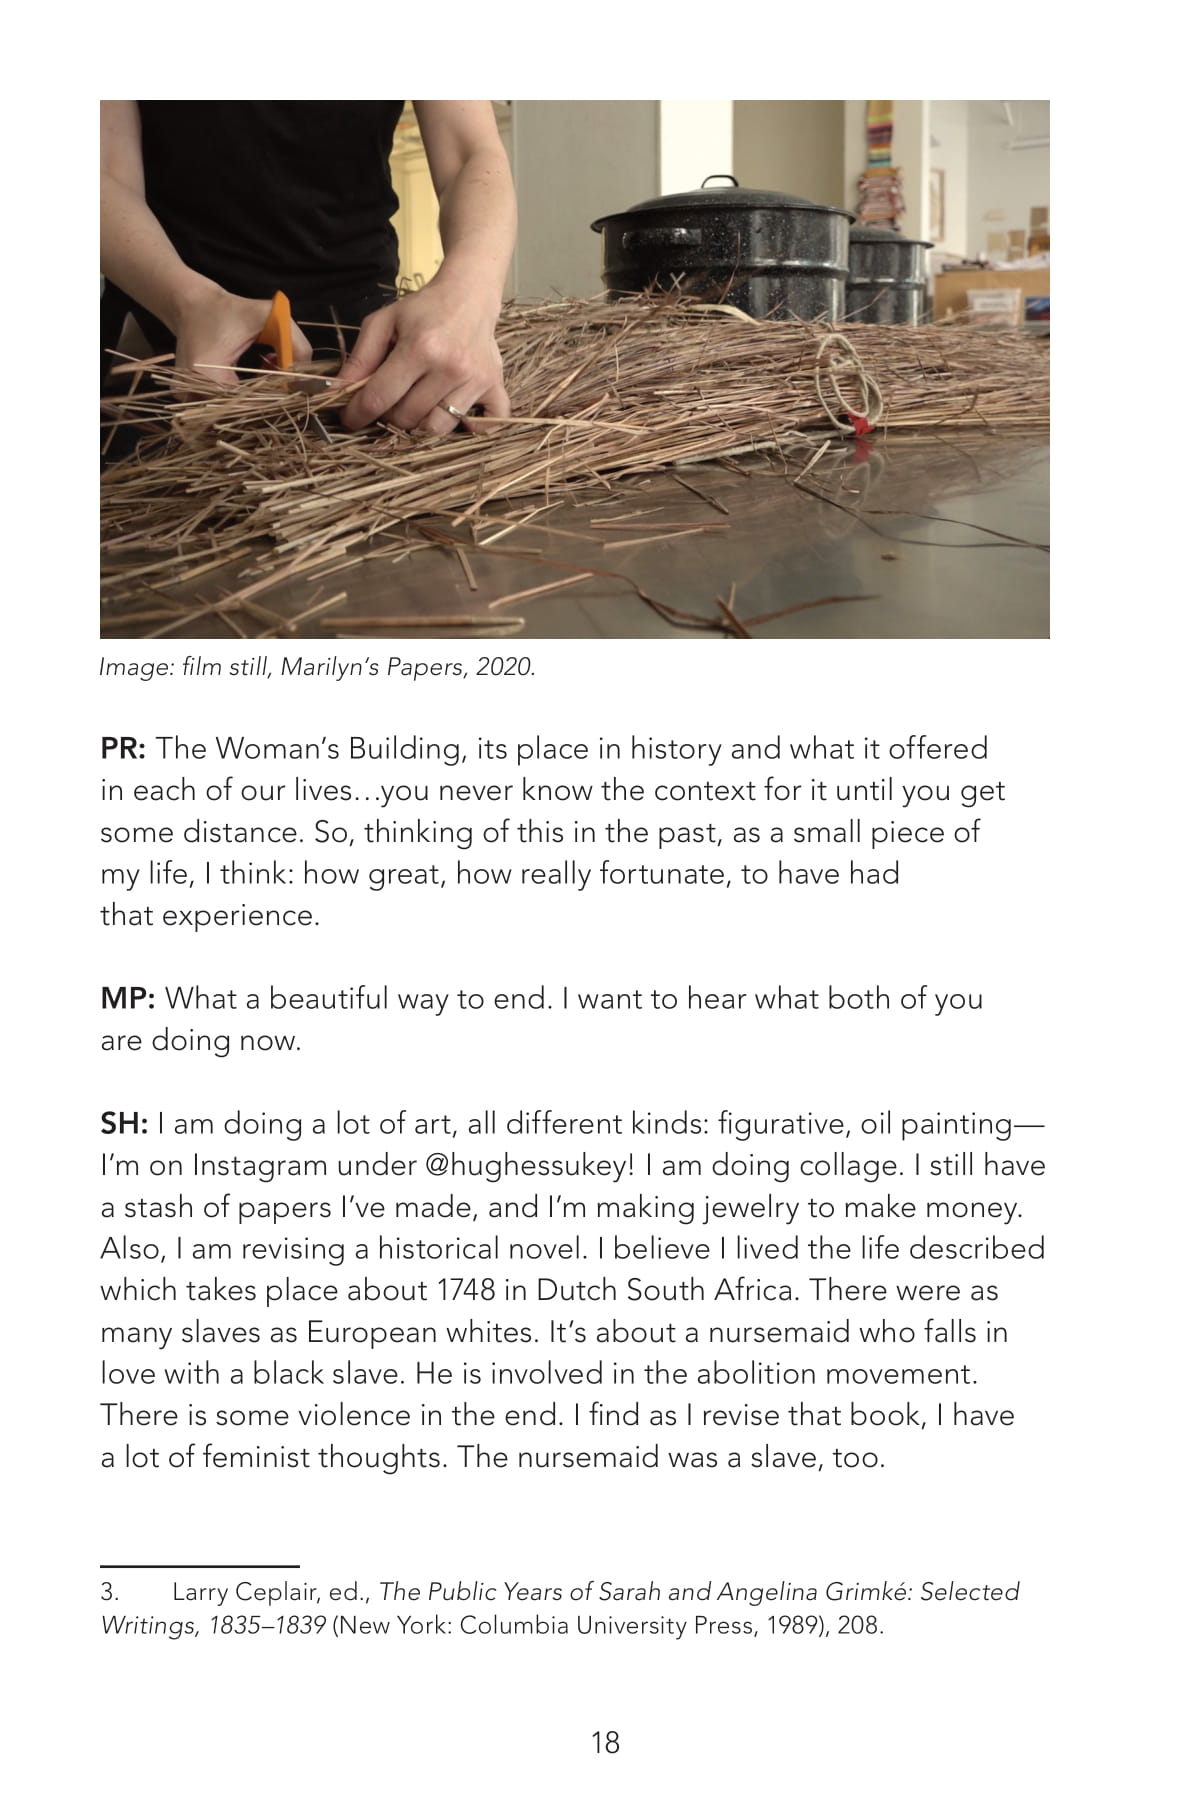 Image: film still, Marilyn’s Papers, 2020.
PR: The Woman’s Building, its place in history and what it offered
in each of our lives…you never know the context for it until you get
some distance. So, thinking of this in the past, as a small piece of
my life, I think: how great, how really fortunate, to have had
that experience.
MP: What a beautiful way to end. I want to hear what both of you
are doing now.
SH: I am doing a lot of art, all different kinds: figurative, oil painting—
I’m on Instagram under @hughessukey! I am doing collage. I still have
a stash of papers I’ve made, and I’m making jewelry to make money.
Also, I am revising a historical novel. I believe I lived the life described
which takes place about 1748 in Dutch South Africa. There were as
many slaves as European whites. It’s about a nursemaid who falls in
love with a black slave. He is involved in the abolition movement.
There is some violence in the end. I find as I revise that book, I have
a lot of feminist thoughts. The nursemaid was a slave, too.
3. Larry Ceplair, ed., The Public Years of Sarah and Angelina Grimké: Selected
Writings, 1835–1839 (New York: Columbia University Press, 1989), 208.
18